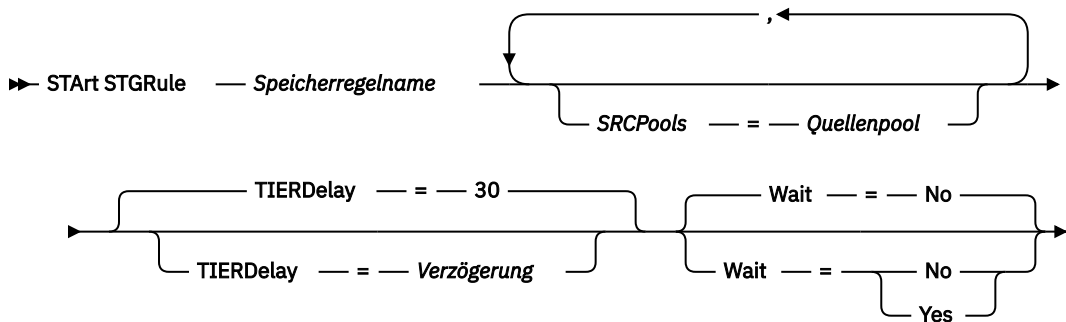 ,
STArt STGRule — Speicherregelname
SRCPools — = — Quellenpool
TIERDelay — = — 30
Wait — = — No
TIERDelay — = — Verzögerung
Wait — = — No
Yes